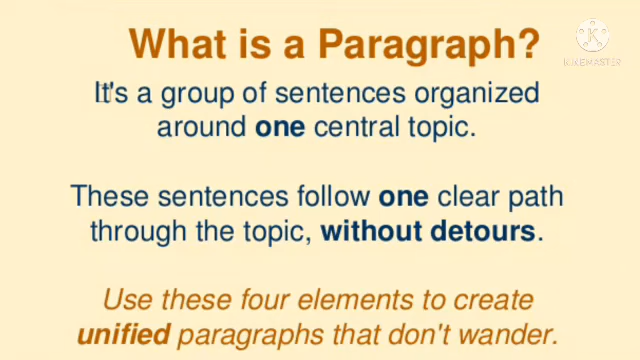 What is a Paragraph?
It's a group of sentences organized
around one central topic.
These sentences follow one clear path
through the topic, without detours.
Use these four elements to create
unified paragraphs that don't wander.
K
KINEMASTER